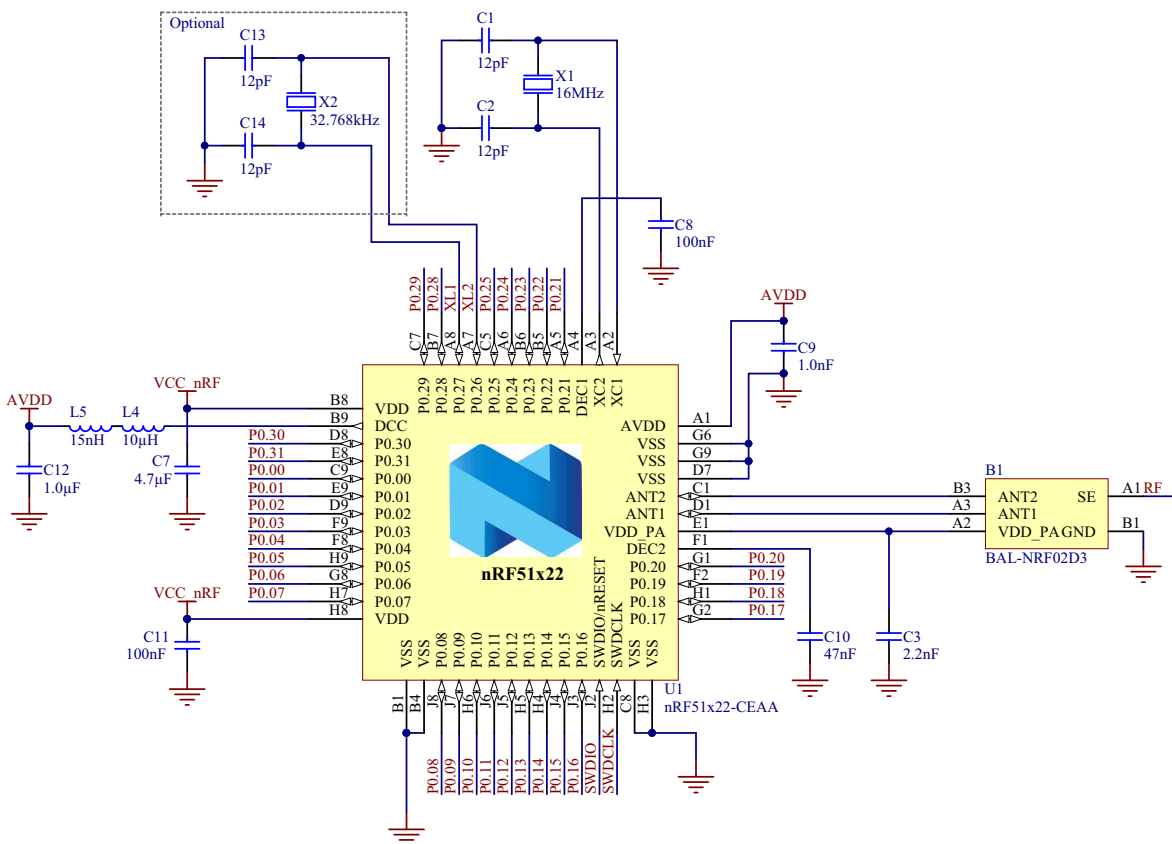 Optional
C13
12pF
X2
32.768kHz
C14
12pF
C1
12pF
X1
16MHz
C2
12pF
C8
100nF
P0.29
P0.28
XL1
XL2
P0.25
P0.24
P0.23
P0.22
P0.21
C7
B7
A8
A7
C5
A6
B6
B5
A5
A4
A3
A2
P0.29
P0.28
P0.27
P0.26
P0.25
P0.24
P0.23
P0.22
P0.21
DEC1
XC2
XC1
AVDD
C9
1.0nF
AVDD
L5
15nH
L4
10µH
VCC_nRF
C12
1.0µF
C7
4.7µF
B8 VDD
B9 DCC
P0.30 D8 P0.30
P0.31 E8 P0.31
P0.00 C9 P0.00
P0.01 E9 P0.01
P0.02 D9 P0.02
P0.03 F9 P0.03
P0.04 F8 P0.04
P0.05 H9 P0.05
P0.06 G8 P0.06
P0.07 H7 P0.07
VCC_nRF
H8 VDD
C11
100nF
nRF51x22
AVDD A1
VSS G6
VSS G9
VSS D7
ANT2 C1
ANT1 D1
VDD_PA E1
DEC2 F1
P0.20 G1 P0.20
P0.19 F2 P0.19
P0.18 H1 P0.18
P0.17 G2 P0.17
B1
B3 ANT2 SE A1 RF
A3 ANT1
A2 VDD_PAGND B1
BAL-NRF02D3
C10
47nF
C3
2.2nF
VSS
VSS
P0.08
P0.09
P0.10
P0.11
P0.12
P0.13
P0.14
P0.15
P0.16
SWDIO/nRESET
SWDCLK
VSS
VSS
U1
nRF51x22-CEAA
B1
B4
J8
J7
H6
J6
J5
H5
H4
J4
J3
J2
H2
C8
H3
P0.08
P0.09
P0.10
P0.11
P0.12
P0.13
P0.14
P0.15
P0.16
SWDIO
SWDCLK